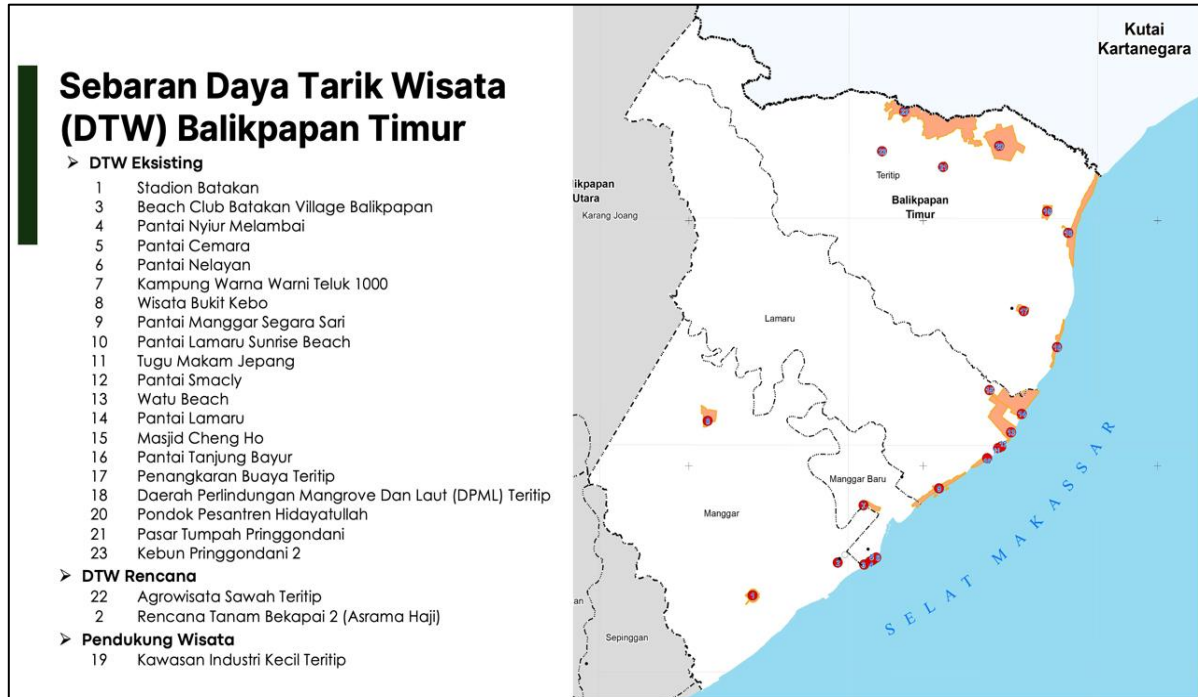 Sebaran Daya Tarik Wisata
(DTW) Balikpapan Timur
➤ DTW Eksisting
1 Stadion Batakan
3 Beach Club Batakan Village Balikpapan
4 Pantai Nyiur Melambai
5 Pantai Cemara
6 Pantai Nelayan
7 Kampung Warna Warni Teluk 1000
8 Wisata Bukit Kebo
9 Pantai Manggar Segara Sari
10 Pantai Lamaru Sunrise Beach
11 Tugu Makam Jepang
12 Pantai Smacly
13 Watu Beach
14 Pantai Lamaru
15 Masjid Cheng Ho
16 Pantai Tanjung Bayur
17 Penangkaran Buaya Teritip
18 Daerah Perlindungan Mangrove Dan Laut (DPML) Teritip
20 Pondok Pesantren Hidayatullah
21 Pasar Tumpah Pringgondani
23 Kebun Pringgondani 2
➤ DTW Rencana
22 Agrowisata Sawah Teritip
2 Rencana Tanam Bekapai 2 (Asrama Haji)
➤ Pendukung Wisata
19 Kawasan Industri Kecil Teritip
Kutai
Kartanegara
Teritip
likpapan
Utara
Karang Joang
Balikpapan
Timur
Lamaru
Manggar Baru
Manggar
an
Sepinggan
SELAT MAKASSAR